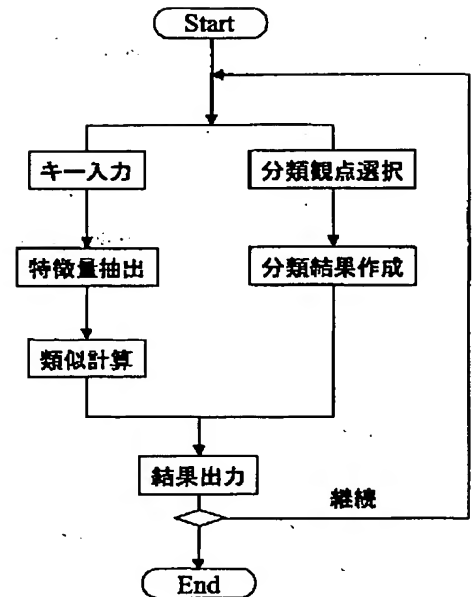 Start
キー入力
分類観点選択
特徴量抽出
分類結果作成
類似計算
結果出力
継続
End